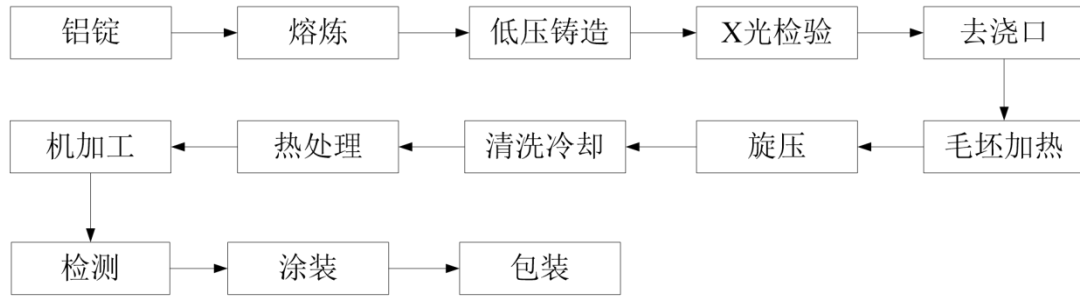 铝锭 熔炼 低压铸造 X光检验 去浇口
机加工 热处理 清洗冷却 旋压 毛坯加热
检测 涂装 包装